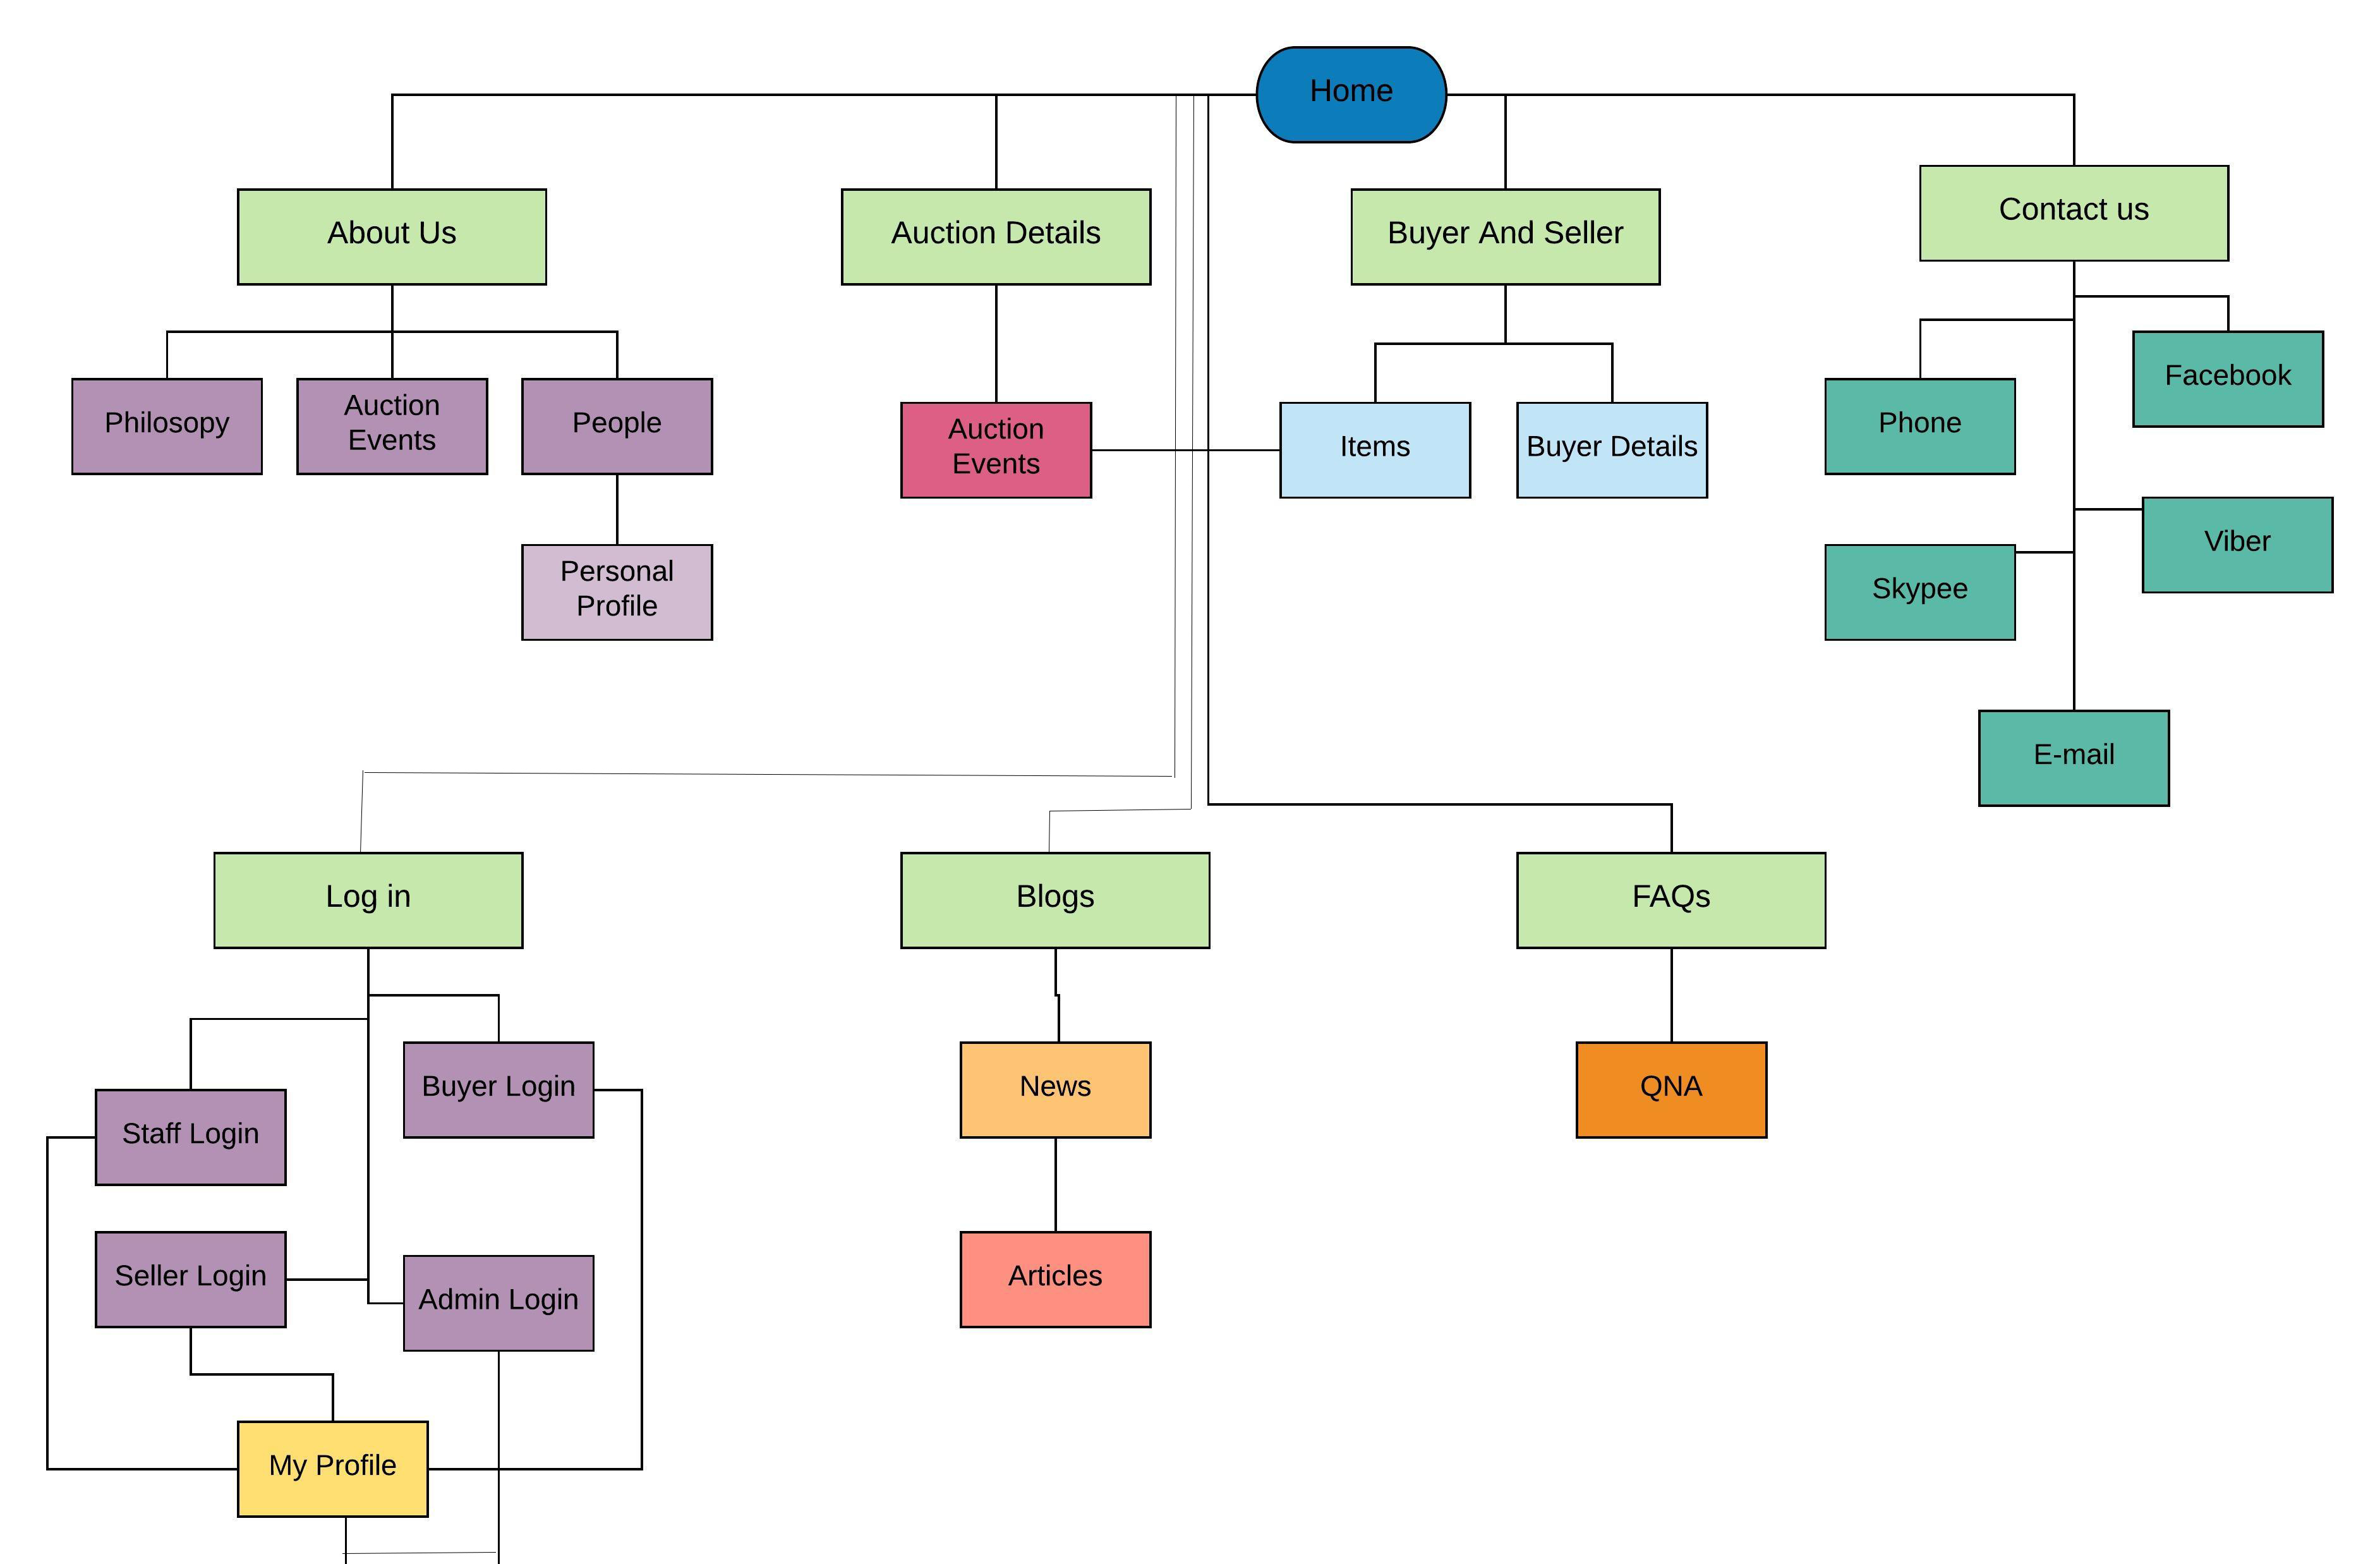 Home
About Us
Auction Details
Buyer And Seller
Contact us
Philosopy
Auction
Events
People
Auction
Events
Items
Buyer Details
Phone
Facebook
Personal
Profile
Skypee
Viber
E-mail
Log in
Blogs
FAQs
Staff Login
Buyer Login
News
QNA
Seller Login
Admin Login
Articles
My Profile